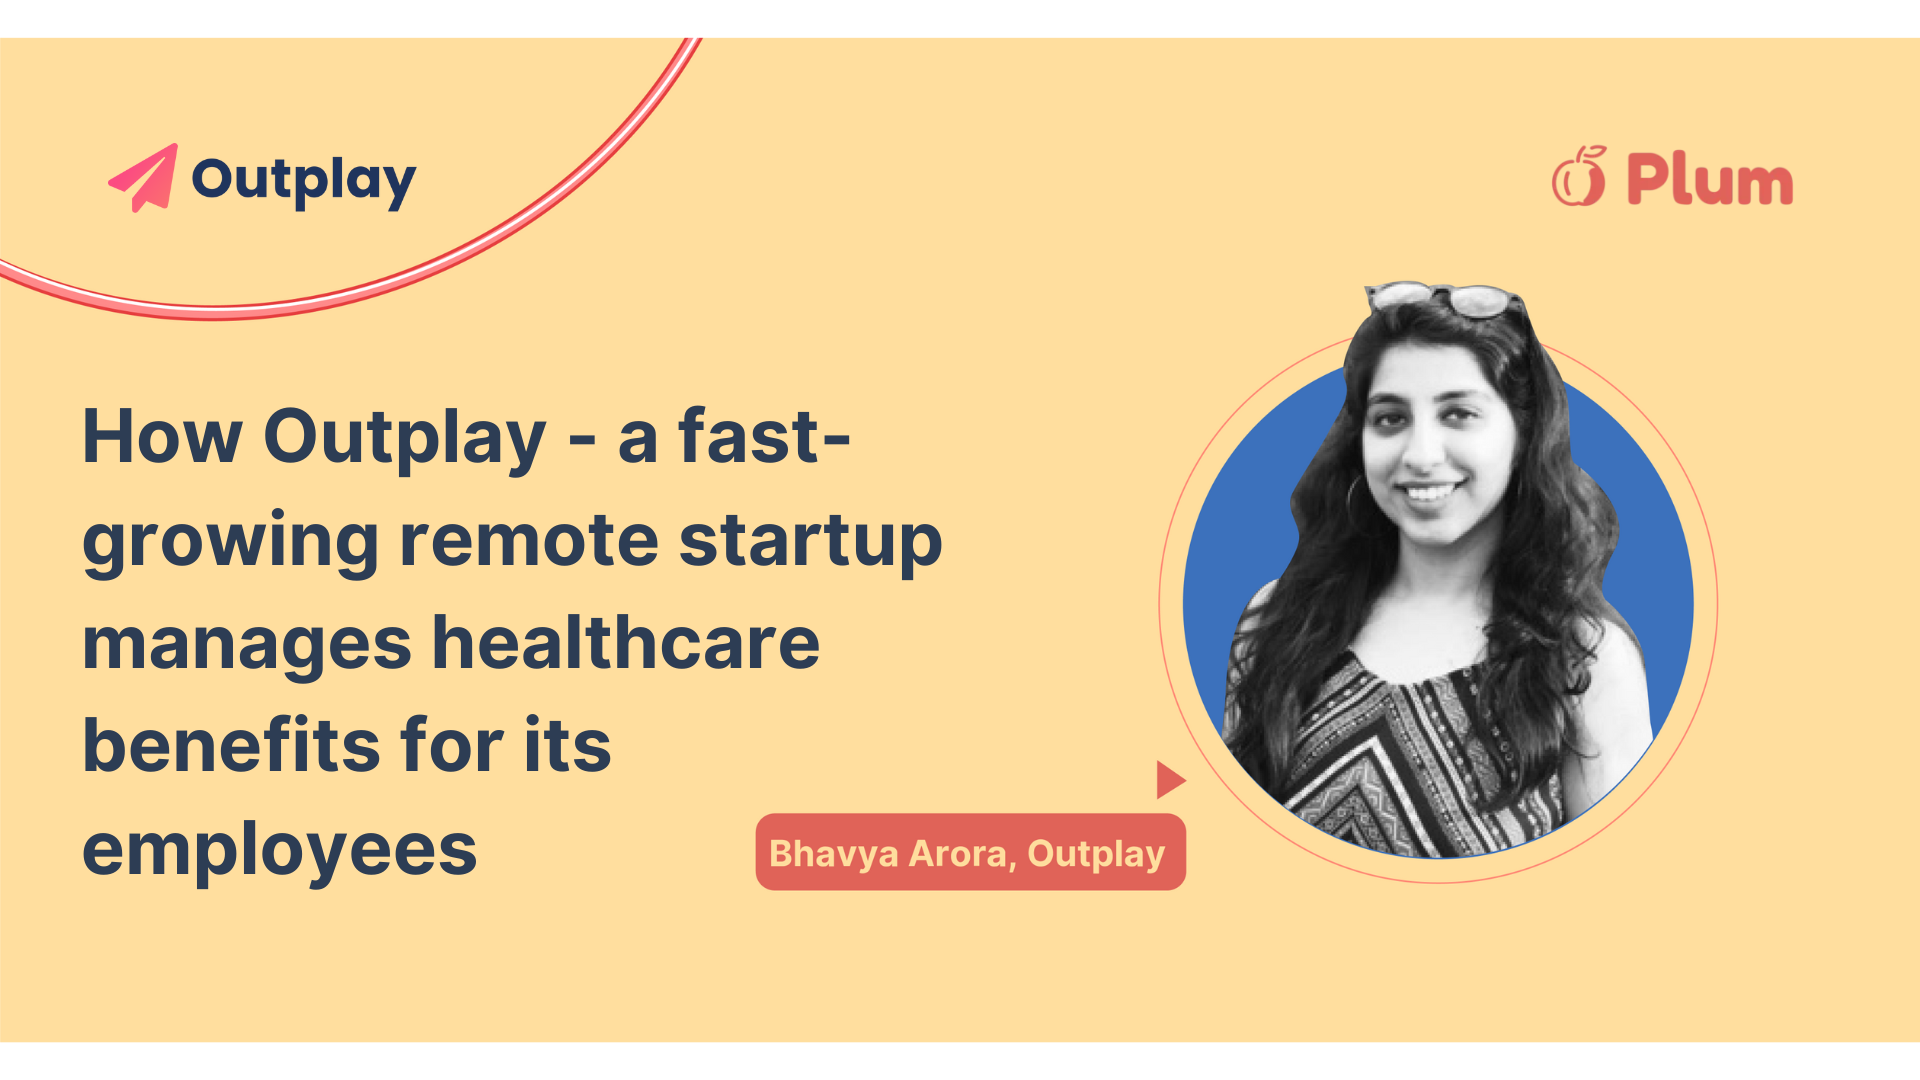 Outplay
Plum
How Outplay - a fast-
growing remote startup
manages healthcare
benefits for its
employees
Bhavya Arora, Outplay